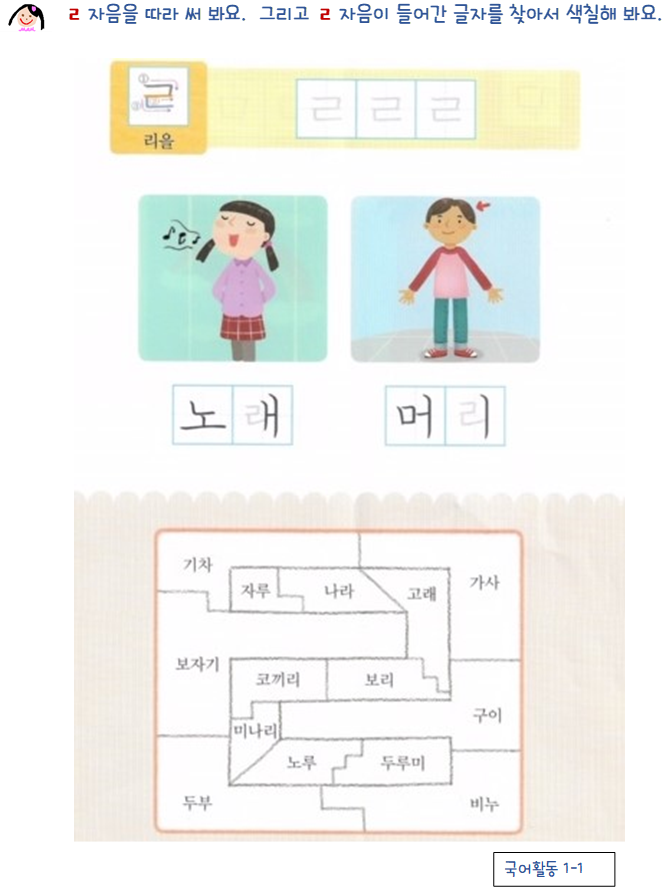 ㄹ 자음을 따라 써 봐요. 그리고 ㄹ 자음이 들어간 글자를 찾아서 색칠해 봐요.
① ② ㄹ ㄹ ㄹ ㄹ
리을
노래 머리
기차
자루 나라 고래 가사
보자기
코끼리 보리
구이
미나리
노루 두루미
두부 비누
국어활동 1-1